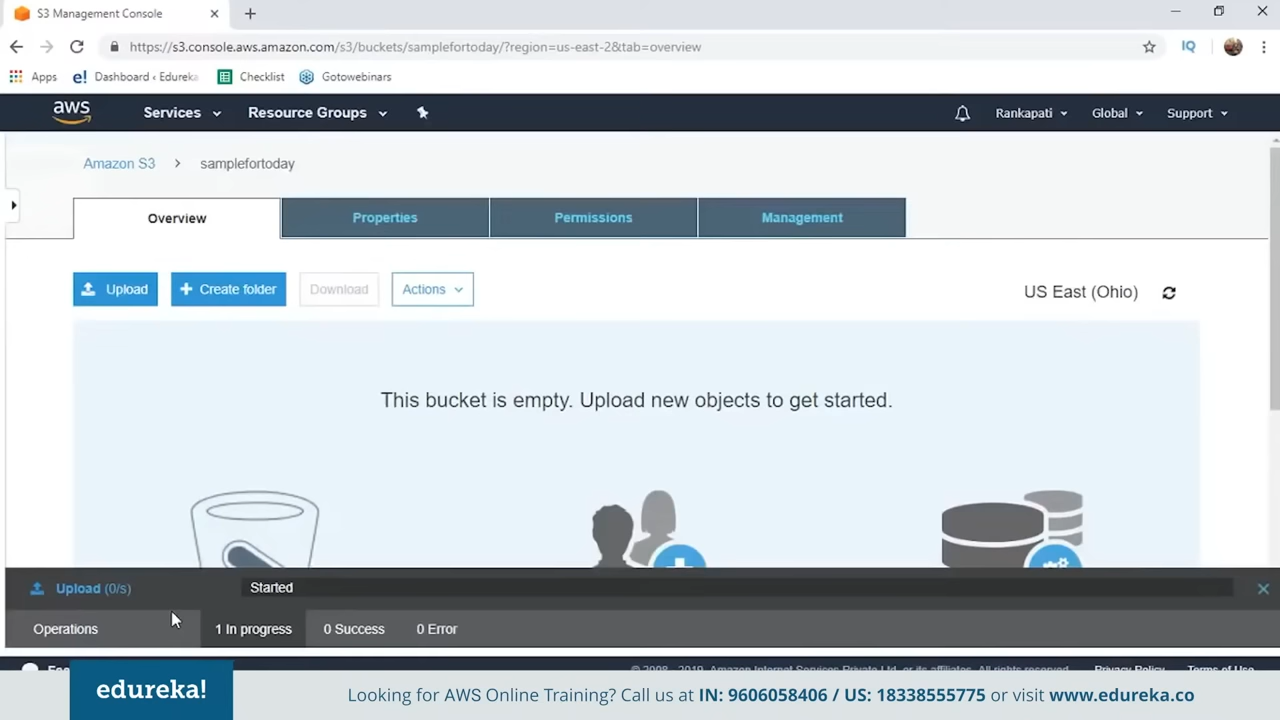 S3 Management Console
https://s3.console.aws.amazon.com/s3/buckets/samplefortoday/?region=us-east-2&tab=overview
IQ
Apps e! Dashboard ‹ Edureka Checklist Gotowebinars
aws Services Resource Groups Rankapati Global Support
Amazon S3 > samplefortoday
Overview Properties Permissions Management
Upload + Create folder Download Actions US East (Ohio)
This bucket is empty. Upload new objects to get started.
Upload (0/s) Started
Operations 1 In progress 0 Success 0 Error
© 2008 - 2019, Amazon Internet Services Private Ltd. or its affiliates. All rights reserved. Privacy Policy Terms of Use
edureka! Looking for AWS Online Training? Call us at IN: 9606058406 / US: 18338555775 or visit www.edureka.co